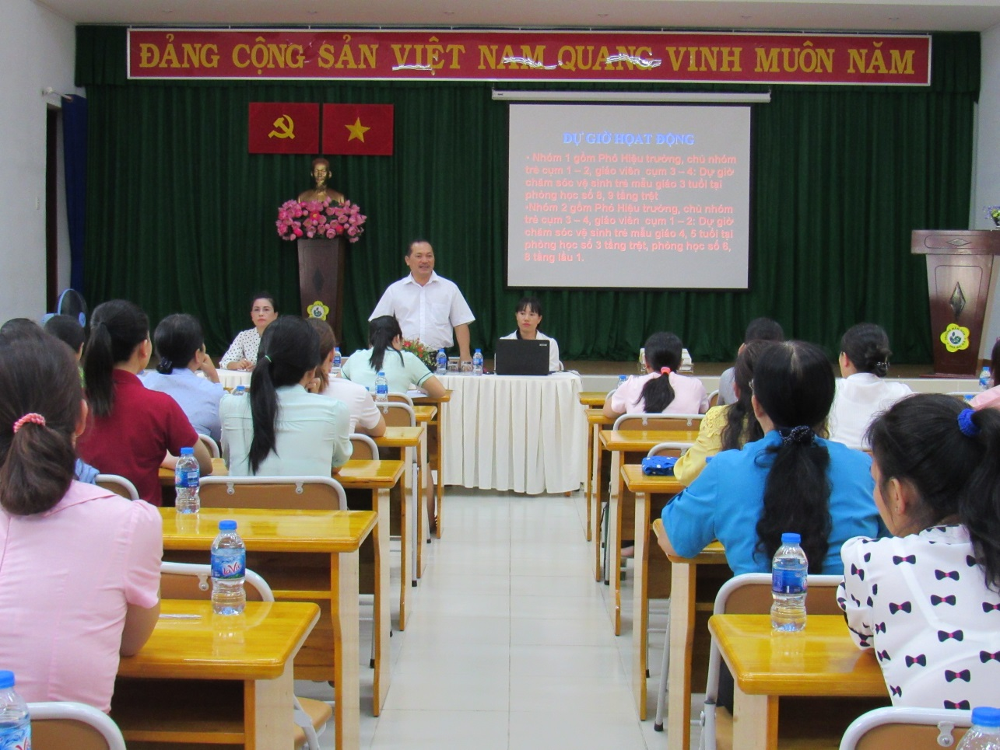 ĐẢNG CỘNG SẢN VIỆT NAM QUANG VINH MUÔN NĂM
DỰ GIỜ HỌAT ĐỘNG
• Nhóm 1 gồm Phó Hiệu trưởng, chủ nhóm
trẻ cụm 1 – 2, giáo viên cụm 3 – 4: Dự giờ
chăm sóc vệ sinh trẻ mẫu giáo 3 tuổi tại
phòng học số 8, 9 tầng trệt
•Nhóm 2 gồm Phó Hiệu trưởng, chủ nhóm
trẻ cụm 3 – 4, giáo viên cụm 1 – 2: Dự giờ
chăm sóc vệ sinh trẻ mẫu giáo 4, 5 tuổi tại
phòng học số 3 tầng trệt, phòng học số 6,
8 tầng lầu 1.